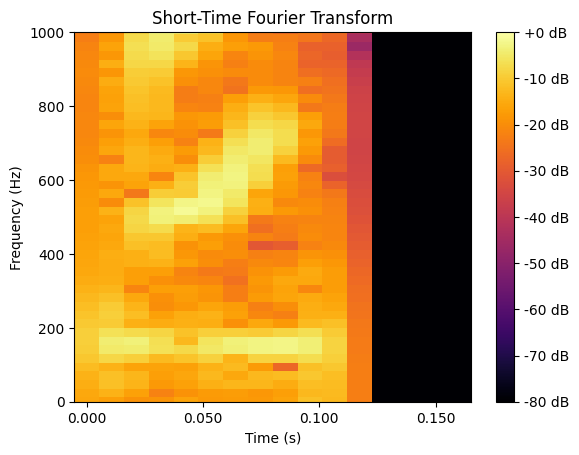 Short-Time Fourier Transform
1000
800
600
400
200
0
Frequency (Hz)
0.000
0.050
0.100
0.150
Time (s)
+0 dB
-10 dB
-20 dB
-30 dB
-40 dB
-50 dB
-60 dB
-70 dB
-80 dB